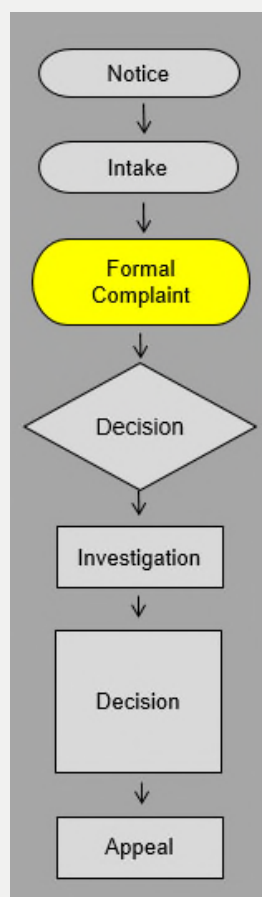 Notice
Intake
Formal
Complaint
Decision
Investigation
Decision
Appeal